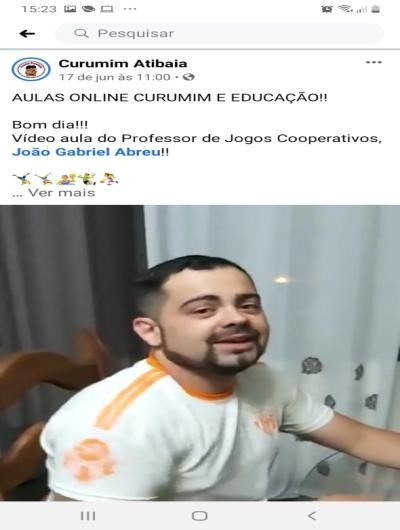 15:23
Pesquisar
Curumim Atibaia
17 de jun às 11:00 •
AULAS ONLINE CURUMIM E EDUCAÇÃO!!
Bom dia!!!
Vídeo aula do Professor de Jogos Cooperativos,
João Gabriel Abreu!!
... Ver mais